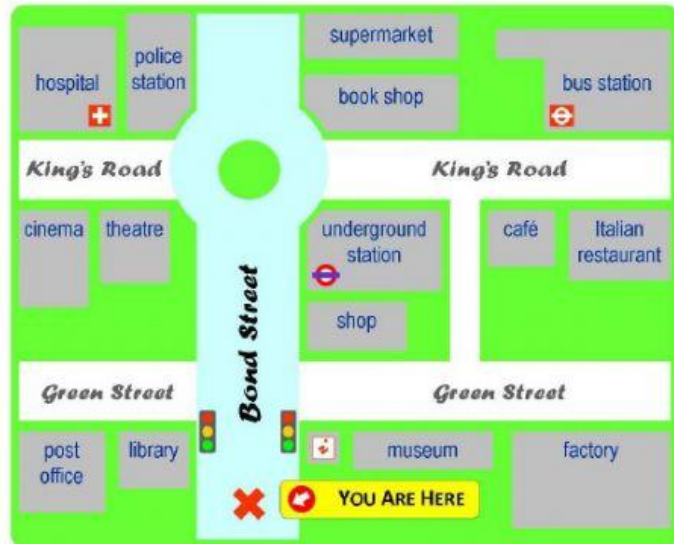 supermarket
police
station
hospital
book shop
bus station
King's Road
King's Road
cinema
theatre
underground
station
café
Italian
restaurant
Bond Street
shop
Green Street
Green Street
post
office
library
i
museum
factory
YOU ARE HERE